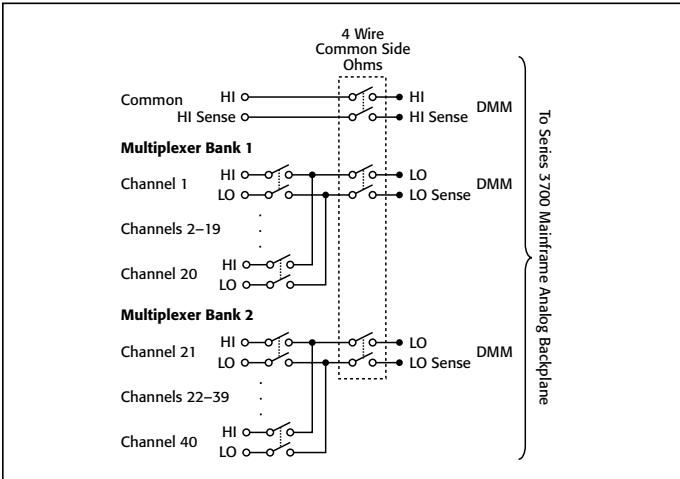 4 Wire
Common Side
Ohms
Common HI HI DMM
HI Sense HI Sense
Multiplexer Bank 1
Channel 1 HI LO DMM
LO LO Sense
Channels 2–19
Channel 20 HI
LO
Multiplexer Bank 2
Channel 21 HI LO DMM
LO LO Sense
Channels 22–39
Channel 40 HI
LO
To Series 3700 Mainframe Analog Backplane